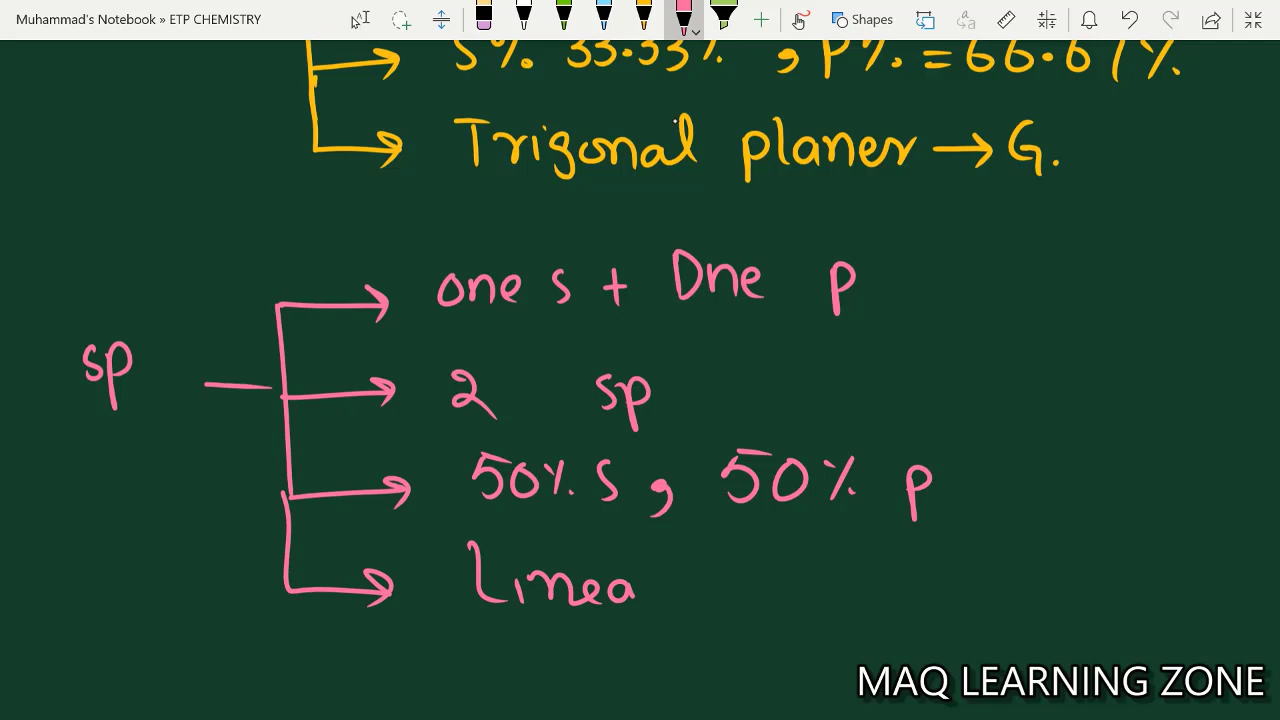 Muhammad's Notebook » ETP CHEMISTRY
Shapes
S% 33.33% , P% = 66.67%.
Trigonal planer → G.
one s + One p
sp
2 sp
50% s , 50% p
Linea
MAQ LEARNING ZONE